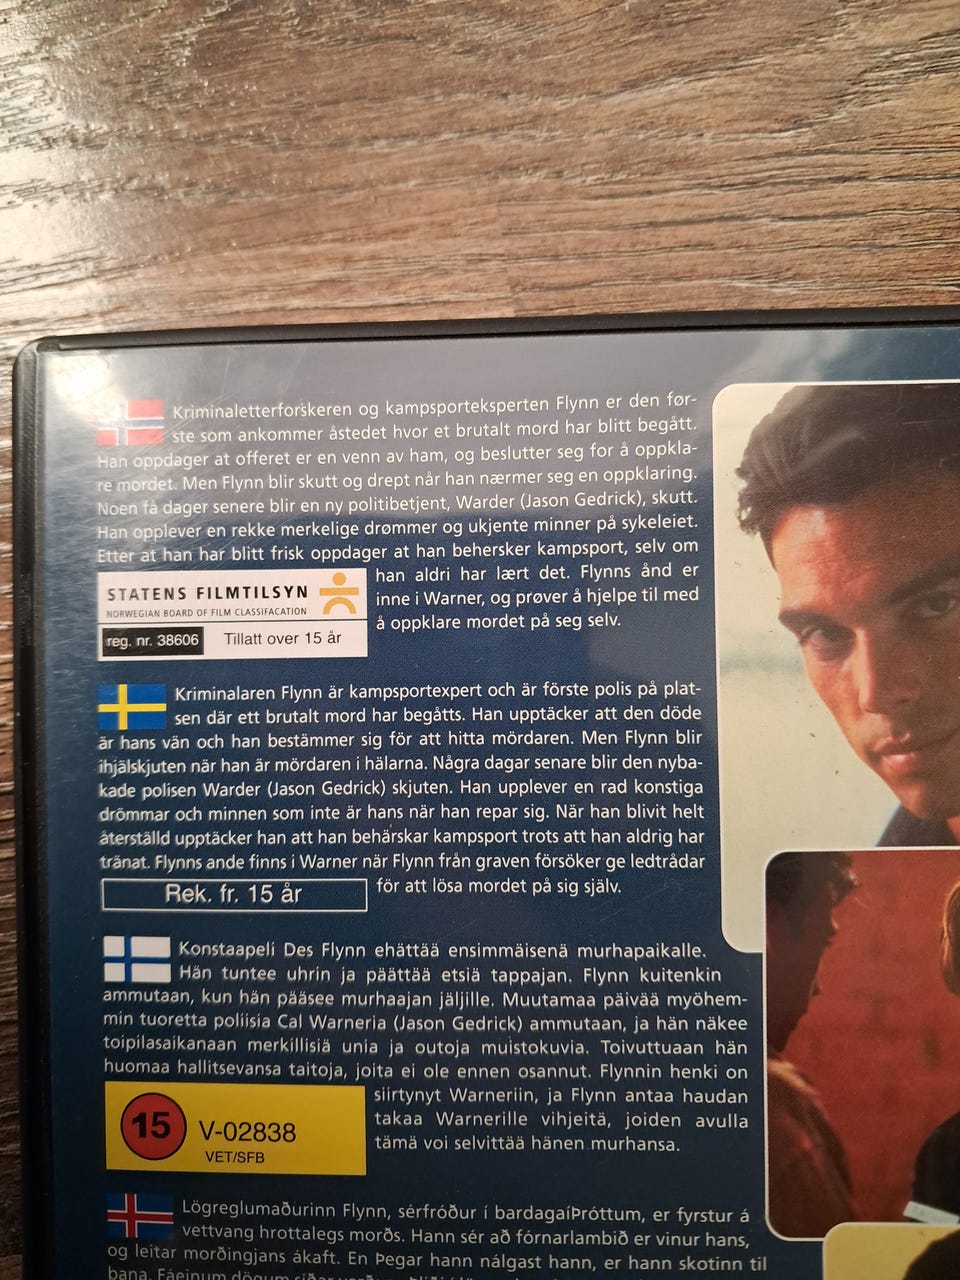 Kriminaletterforskeren og kampsporteksperten Flynn er den før-
ste som ankommer åstedet hvor et brutalt mord har blitt begått.
Han oppdager at offeret er en venn av ham, og beslutter seg for å oppkla-
re mordet. Men Flynn blir skutt og drept når han nærmer seg en oppklaring.
Noen få dager senere blir en ny politibetjent, Warder (Jason Gedrick), skutt.
Han opplever en rekke merkelige drømmer og ukjente minner på sykeleiet.
Etter at han har blitt frisk oppdager at han behersker kampsport, selv om
han aldri har lært det. Flynns ånd er
inne i Warner, og prøver å hjelpe til med
å oppklare mordet på seg selv.
STATENS FILMTILSYN
NORWEGIAN BOARD OF FILM CLASSIFACATION
reg. nr. 38606 Tillatt over 15 år
Kriminalaren Flynn är kampsportexpert och är förste polis på plat-
sen där ett brutalt mord har begåtts. Han upptäcker att den döde
är hans vän och han bestämmer sig för att hitta mördaren. Men Flynn blir
ihjälskjuten när han är mördaren i hälarna. Några dagar senare blir den nyba-
kade polisen Warder (Jason Gedrick) skjuten. Han upplever en rad konstiga
drömmar och minnen som inte är hans när han repar sig. När han blivit helt
återställd upptäcker han att han behärskar kampsport trots att han aldrig har
tränat. Flynns ande finns i Warner när Flynn från graven försöker ge ledtrådar
för att lösa mordet på sig själv.
Rek. fr. 15 år
Konstaapeli Des Flynn ehättää ensimmäisenä murhapaikalle.
Hän tuntee uhrin ja päättää etsiä tappajan. Flynn kuitenkin
ammutaan, kun hän pääsee murhaajan jäljille. Muutamaa päivää myöhem-
min tuoretta poliisia Cal Warneria (Jason Gedrick) ammutaan, ja hän näkee
toipilasaikanaan merkillisiä unia ja outoja muistokuvia. Toivuttuaan hän
huomaa hallitsevansa taitoja, joita ei ole ennen osannut. Flynnin henki on
siirtynyt Warneriin, ja Flynn antaa haudan
takaa Warnerille vihjeitä, joiden avulla
tämä voi selvittää hänen murhansa.
15 V-02838
VET/SFB
Lögreglumaðurinn Flynn, sérfróður í bardagaíÞróttum, er fyrstur á
vettvang hrottalegs morðs. Hann sér að fórnarlambið er vinur hans,
og leitar morðingjans ákaft. En Þegar hann nálgast hann, er hann skotinn til
bana. Fáeinum dögum síðar